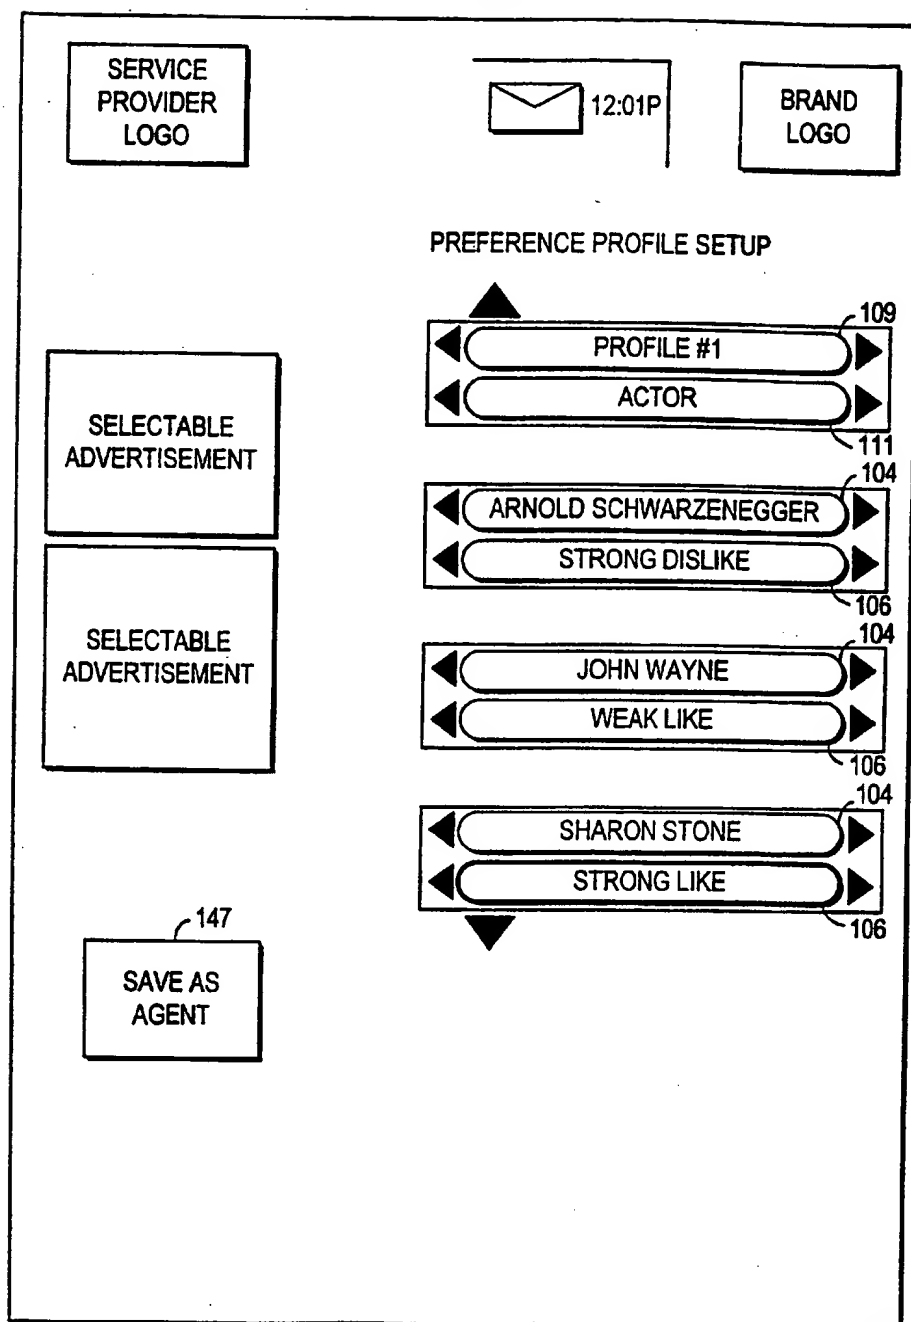 SERVICE
PROVIDER
LOGO
12:01P
BRAND
LOGO
PREFERENCE PROFILE SETUP
109
PROFILE #1
ACTOR
111
SELECTABLE
ADVERTISEMENT
104
ARNOLD SCHWARZENEGGER
STRONG DISLIKE
106
SELECTABLE
ADVERTISEMENT
104
JOHN WAYNE
WEAK LIKE
106
104
SHARON STONE
STRONG LIKE
106
147
SAVE AS
AGENT